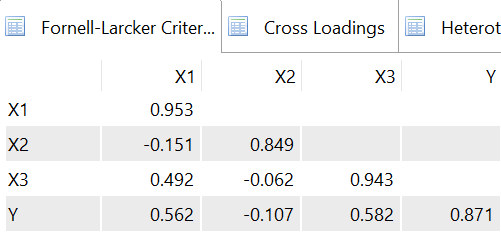 Fornell-Larcker Criter... Cross Loadings Heterot
X1 X2 X3 Y
X1 0.953
X2 -0.151 0.849
X3 0.492 -0.062 0.943
Y 0.562 -0.107 0.582 0.871